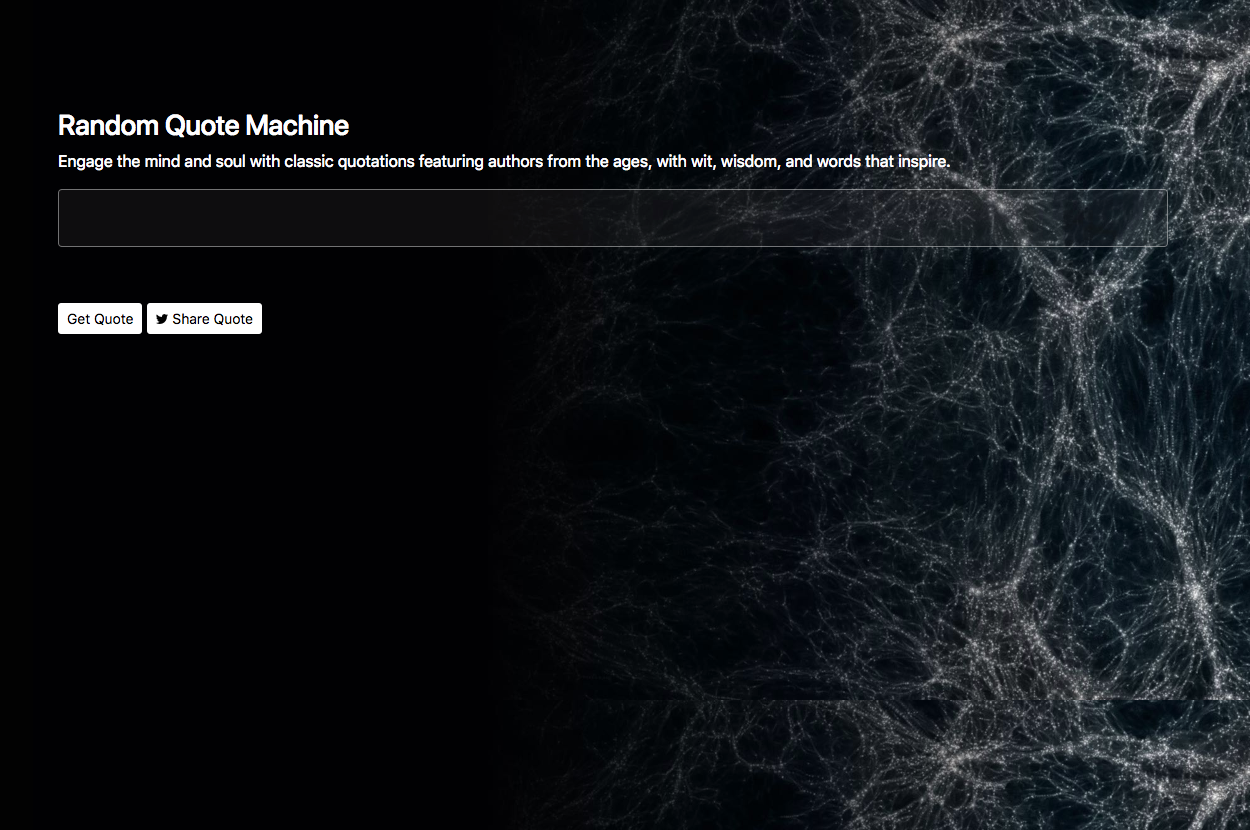 Random Quote Machine
Engage the mind and soul with classic quotations featuring authors from the ages, with wit, wisdom, and words that inspire.
Get Quote Share Quote